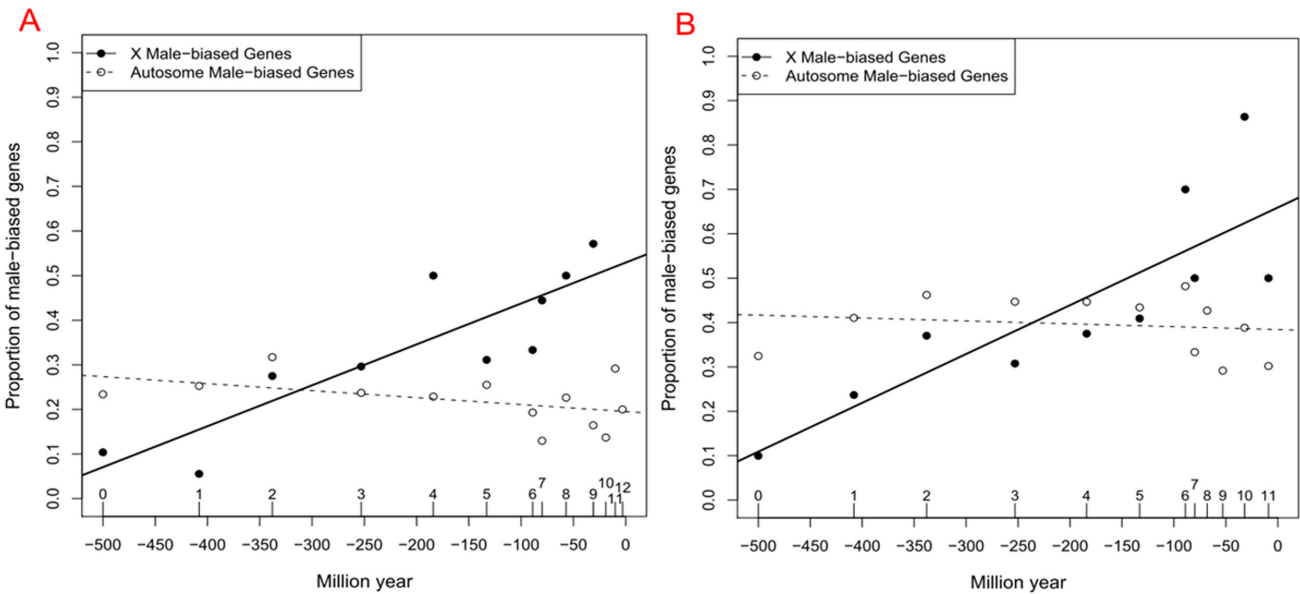 A
X Male-biased Genes
Autosome Male-biased Genes
Proportion of male-biased genes
1.0
0.9
0.8
0.7
0.6
0.5
0.4
0.3
0.2
0.1
0.0
0 1 2 3 4 5 6 7 8 9 10 11 12
-500 -450 -400 -350 -300 -250 -200 -150 -100 -50 0
Million year
B
X Male-biased Genes
Autosome Male-biased Genes
Proportion of male-biased genes
1.0
0.9
0.8
0.7
0.6
0.5
0.4
0.3
0.2
0.1
0.0
0 1 2 3 4 5 6 7 8 9 10 11
-500 -450 -400 -350 -300 -250 -200 -150 -100 -50 0
Million year